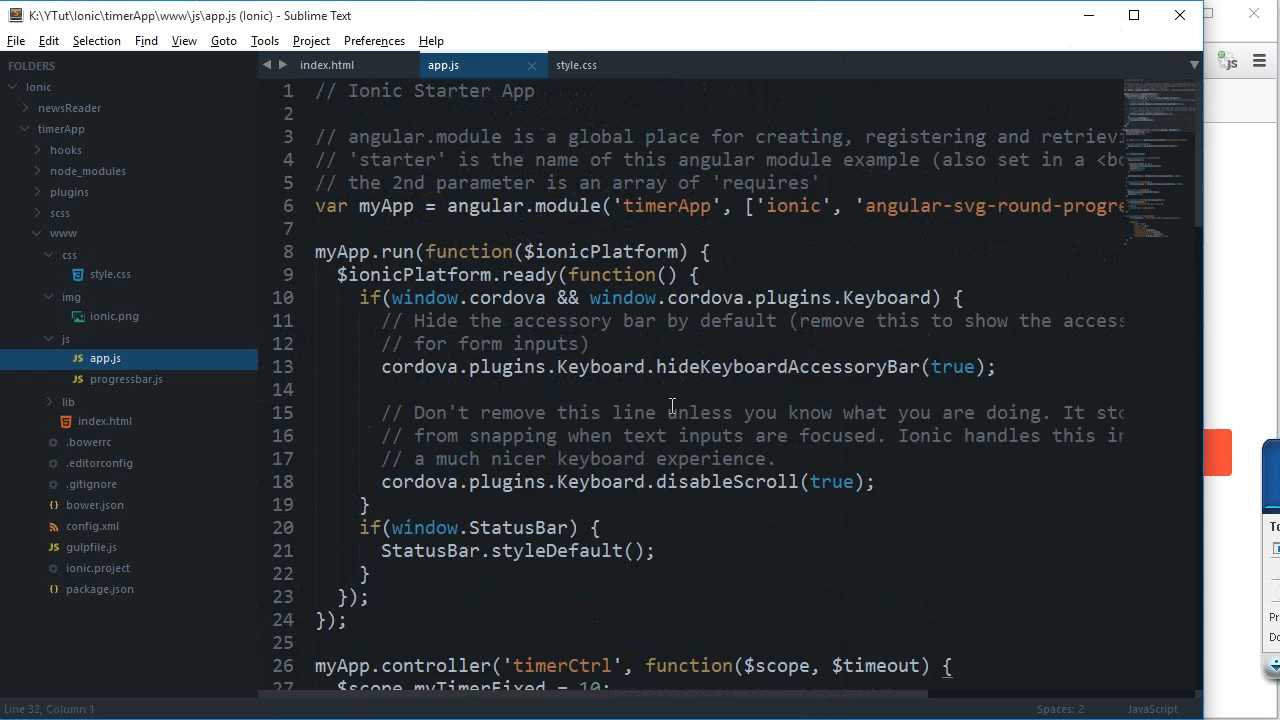 K:\YTut\Ionic\timerApp\www\js\app.js (Ionic) - Sublime Text
File Edit Selection Find View Goto Tools Project Preferences Help
FOLDERS
Ionic
newsReader
timerApp
hooks
node_modules
plugins
scss
www
css
style.css
img
ionic.png
js
app.js
progressbar.js
lib
index.html
.bowerrc
.editorconfig
.gitignore
bower.json
config.xml
gulpfile.js
ionic.project
package.json
index.html app.js style.css
1 // Ionic Starter App
2
3 // angular.module is a global place for creating, registering and retrievi
4 // 'starter' is the name of this angular module example (also set in a <bo
5 // the 2nd parameter is an array of 'requires'
6 var myApp = angular.module('timerApp', ['ionic', 'angular-svg-round-progre
7
8 myApp.run(function($ionicPlatform) {
9 $ionicPlatform.ready(function() {
10 if(window.cordova && window.cordova.plugins.Keyboard) {
11 // Hide the accessory bar by default (remove this to show the access
12 // for form inputs)
13 cordova.plugins.Keyboard.hideKeyboardAccessoryBar(true);
14
15 // Don't remove this line unless you know what you are doing. It sto
16 // from snapping when text inputs are focused. Ionic handles this in
17 // a much nicer keyboard experience.
18 cordova.plugins.Keyboard.disableScroll(true);
19 }
20 if(window.StatusBar) {
21 StatusBar.styleDefault();
22 }
23 });
24 });
25
26 myApp.controller('timerCtrl', function($scope, $timeout) {
27 $scope.myTimerFixed = 10;
Line 32, Column 1
Spaces: 2
JavaScript
js
To
Pr
Do